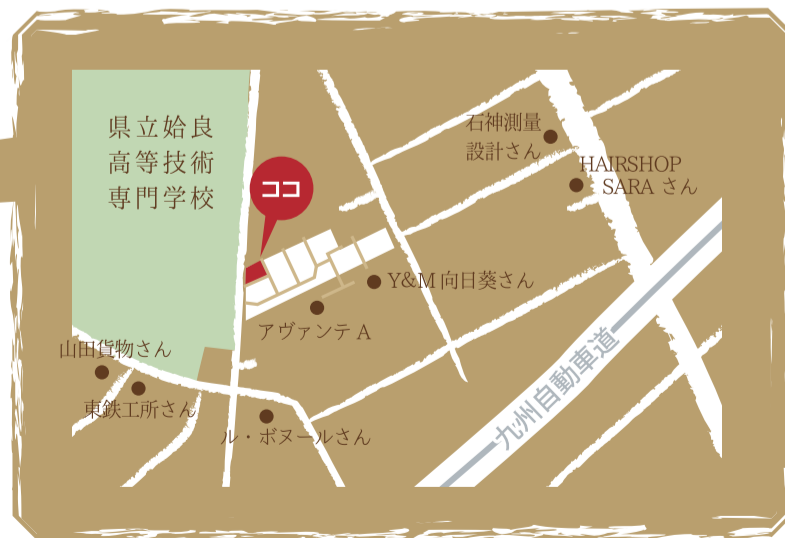 県立姶良
高等技術
専門学校
ココ
石神測量
設計さん
HAIRSHOP
SARA さん
Y&M 向日葵さん
アヴァンテ A
山田貨物さん
東鉄工所さん
ル・ボヌールさん
九州自動車道